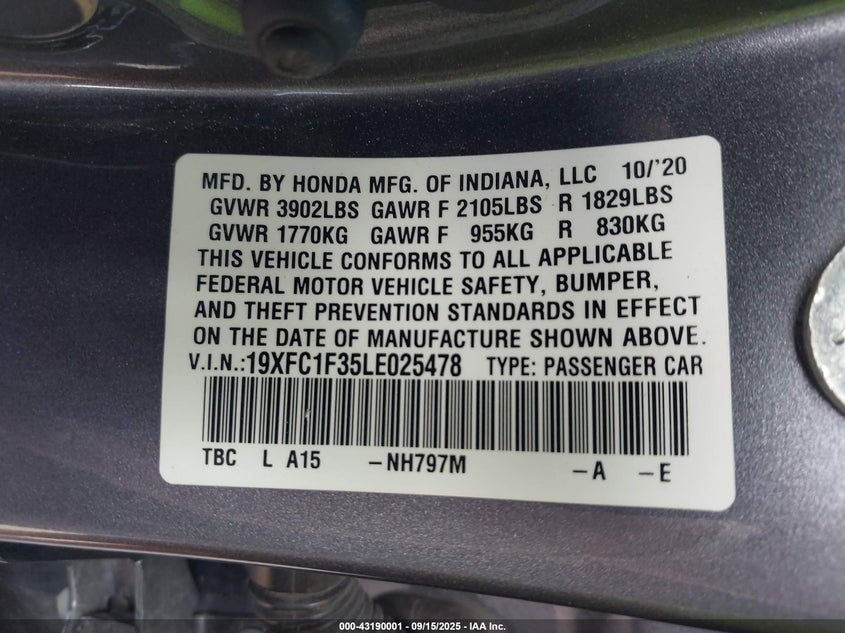 MFD. BY HONDA MFG. OF INDIANA, LLC 10/'20
GVWR 3902LBS GAWR F 2105LBS R 1829LBS
GVWR 1770KG GAWR F 955KG R 830KG
THIS VEHICLE CONFORMS TO ALL APPLICABLE
FEDERAL MOTOR VEHICLE SAFETY, BUMPER,
AND THEFT PREVENTION STANDARDS IN EFFECT
ON THE DATE OF MANUFACTURE SHOWN ABOVE.
V.I.N.:19XFC1F35LE025478 TYPE: PASSENGER CAR
TBC L A15 –NH797M –A –E
000-43190001 - 09/15/2025 - IAA Inc.